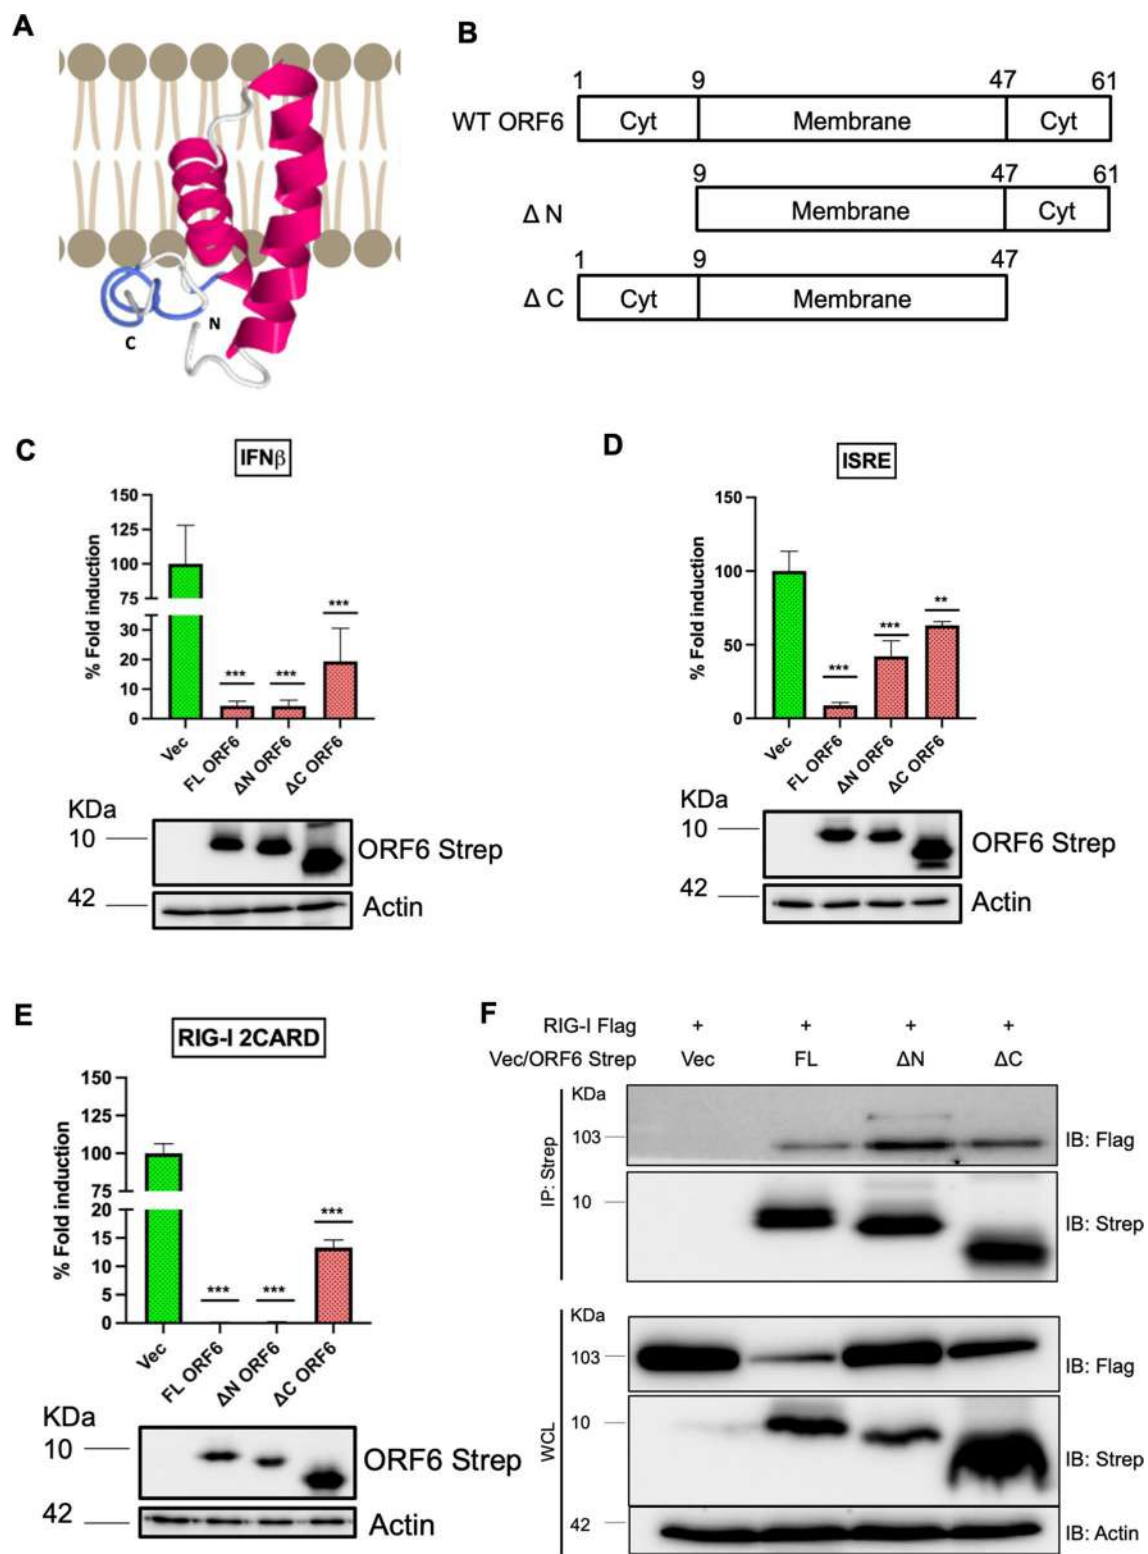 A
N
C
B
1 9 47 61
WT ORF6 Cyt Membrane Cyt
9 47 61
Δ N Membrane Cyt
1 9 47
Δ C Cyt Membrane
C
IFNβ
% Fold induction
150
125
100
75
30
20
10
0
*** *** ***
Vec FL ORF6 ΔN ORF6 ΔC ORF6
KDa
10 ORF6 Strep
42 Actin
D
ISRE
% Fold induction
150
100
50
0
*** *** **
Vec FL ORF6 ΔN ORF6 ΔC ORF6
10 ORF6 Strep
42 Actin
E
RIG-I 2CARD
% Fold induction
150
125
100
75
20
15
10
5
0
*** *** ***
Vec FL ORF6 ΔN ORF6 ΔC ORF6
KDa
10 ORF6 Strep
42 Actin
F
RIG-I Flag + + + +
Vec/ORF6 Strep Vec FL ΔN ΔC
IP: Strep
KDa
103 IB: Flag
10 IB: Strep
WCL
KDa
103 IB: Flag
10 IB: Strep
42 IB: Actin